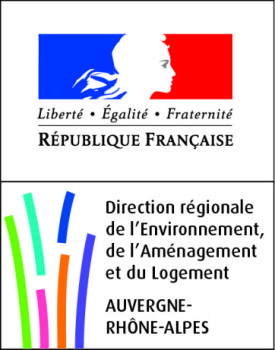 Liberté • Égalité • Fraternité
RÉPUBLIQUE FRANÇAISE
Direction régionale
de l'Environnement,
de l'Aménagement
et du Logement
AUVERGNE-
RHÔNE-ALPES